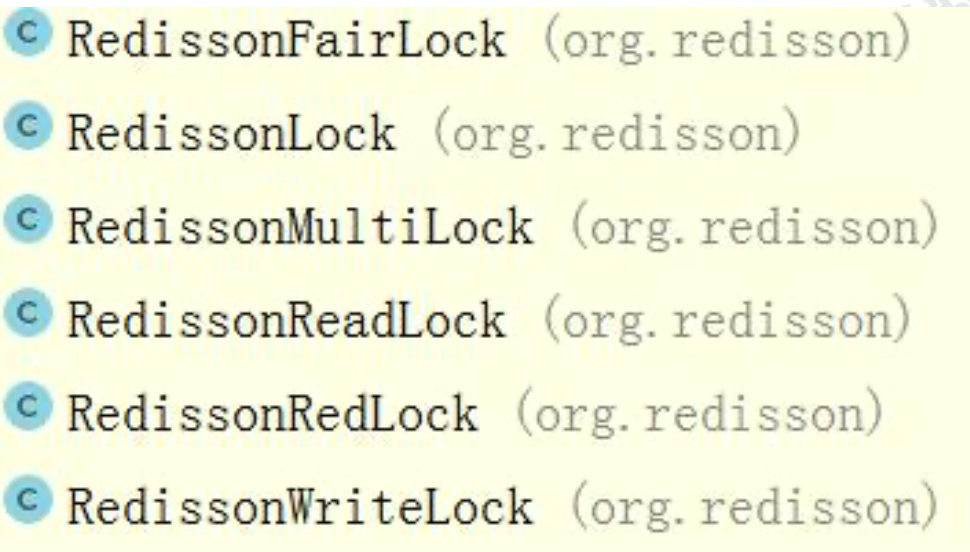 C RedissonFairLock (org.redisson)
C RedissonLock (org.redisson)
C RedissonMultiLock (org.redisson)
C RedissonReadLock (org.redisson)
C RedissonRedLock (org.redisson)
C RedissonWriteLock (org.redisson)